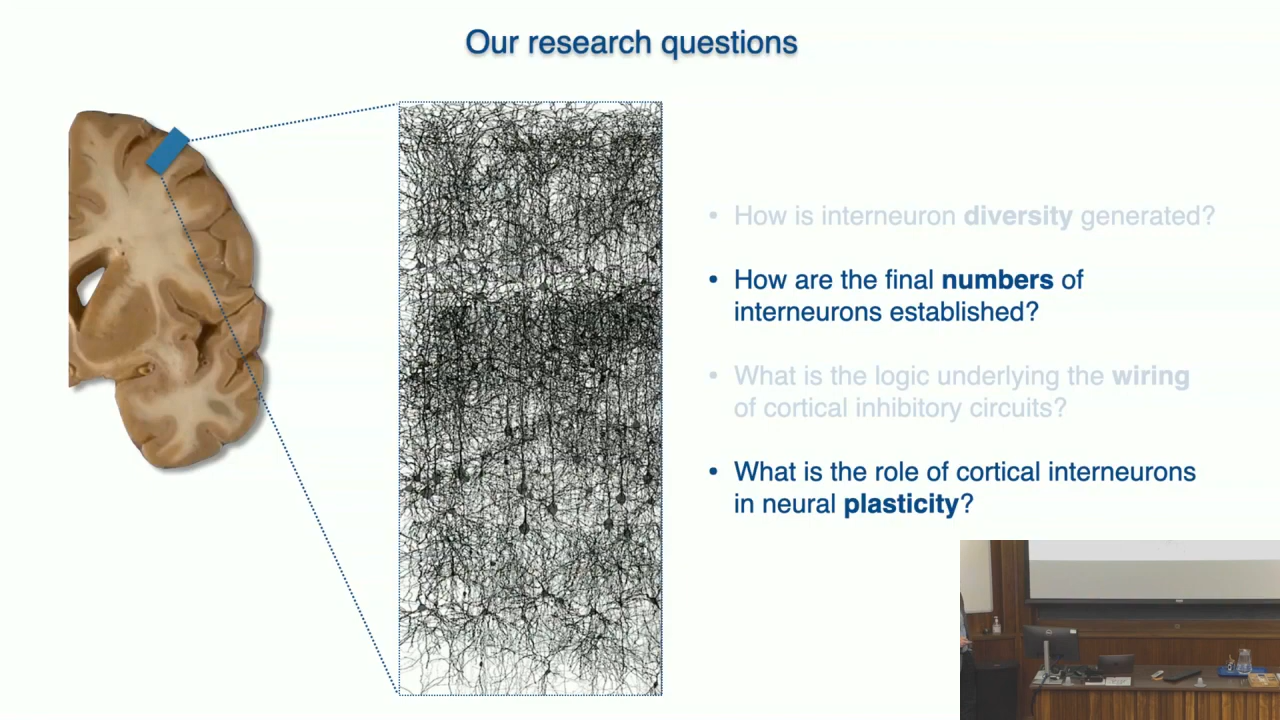 Our research questions
• How is interneuron diversity generated?
• How are the final numbers of
interneurons established?
• What is the logic underlying the wiring
of cortical inhibitory circuits?
• What is the role of cortical interneurons
in neural plasticity?